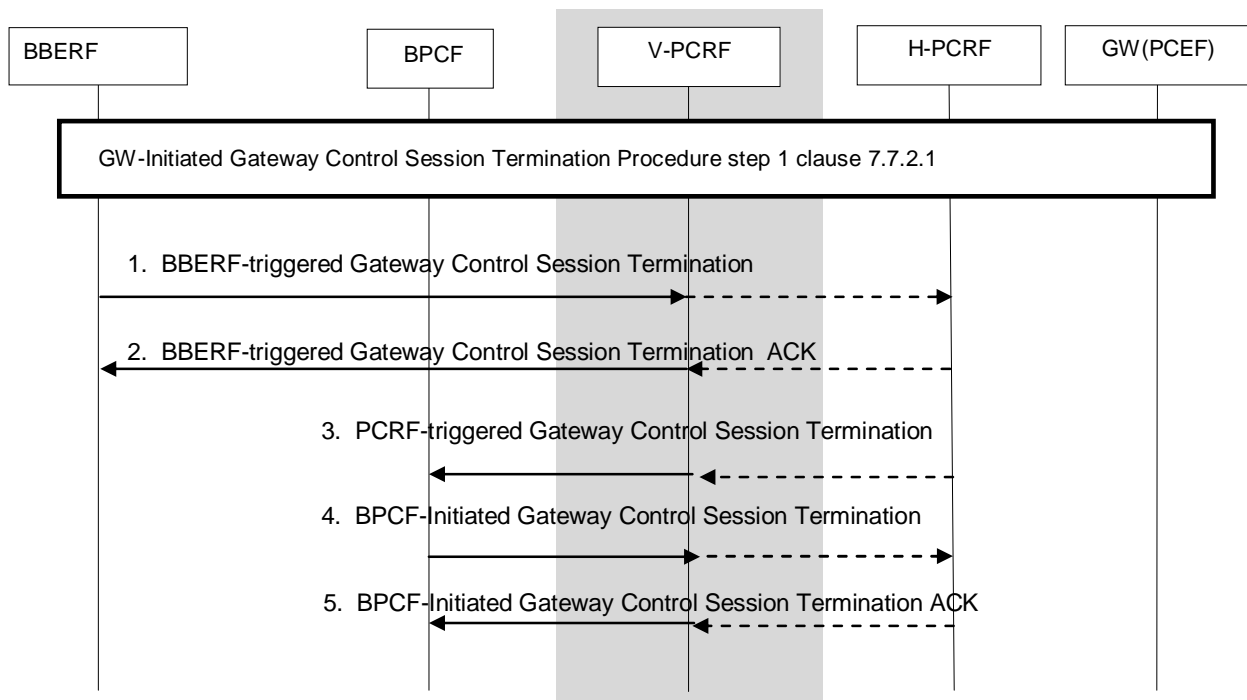 BBERF
BPCF
V-PCRF
H-PCRF
GW(PCEF)
GW-Initiated Gateway Control Session Termination Procedure step 1 clause 7.7.2.1
1. BBERF-triggered Gateway Control Session Termination
2. BBERF-triggered Gateway Control Session Termination ACK
3. PCRF-triggered Gateway Control Session Termination
4. BPCF-Initiated Gateway Control Session Termination
5. BPCF-Initiated Gateway Control Session Termination ACK